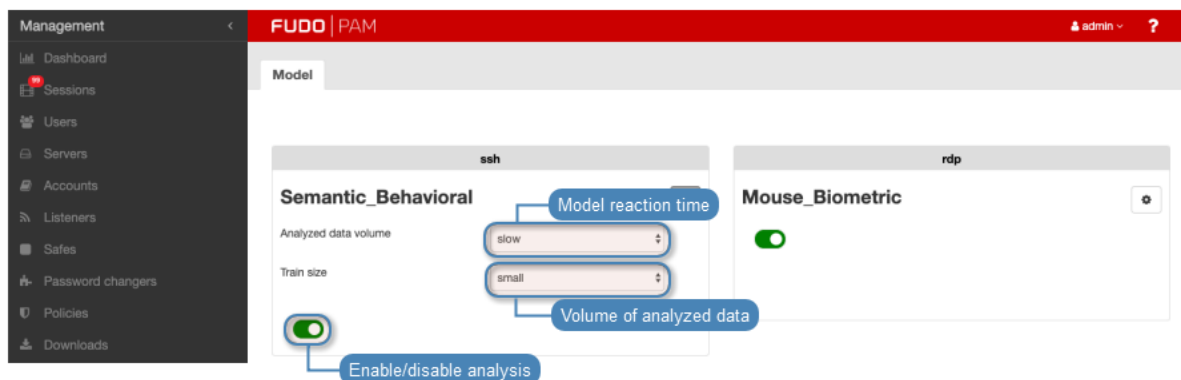 Management <
FUDO PAM
admin
?
Dashboard
99
Sessions
Users
Servers
Accounts
Listeners
Safes
Password changers
Policies
Downloads
Model
ssh
Semantic_Behavioral
Model reaction time
Analyzed data volume
slow
Train size
small
Volume of analyzed data
Enable/disable analysis
rdp
Mouse_Biometric